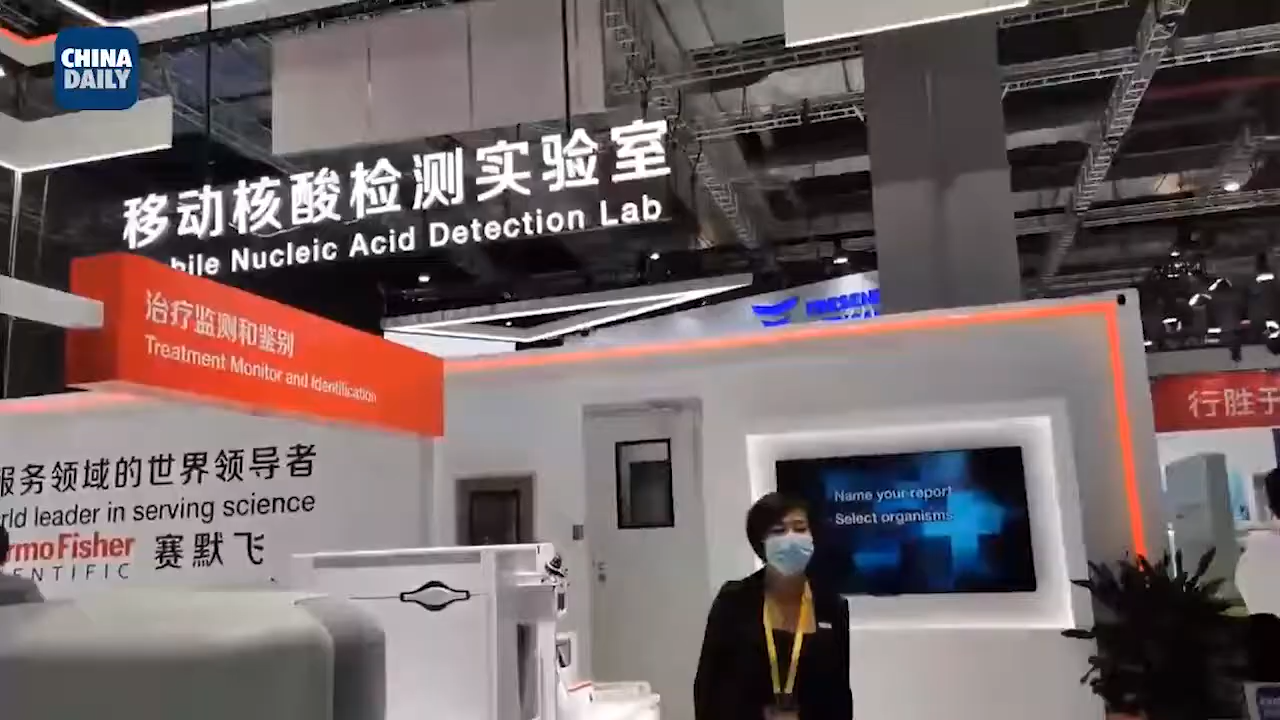 CHINA
DAILY
移动核酸检测实验室
bile Nucleic Acid Detection Lab
治疗监测和鉴别
Treatment Monitor and Identification
服务领域的世界领导者
rld leader in serving science
rmoFisher 赛默飞
ENTIFIC
Name your report
Select organisms
行胜于